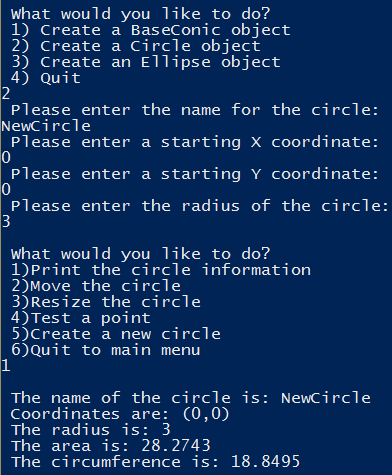 What would you like to do?
1) Create a BaseConic object
2) Create a Circle object
3) Create an Ellipse object
4) Quit
2
Please enter the name for the circle:
NewCircle
Please enter a starting X coordinate:
0
Please enter a starting Y coordinate:
0
Please enter the radius of the circle:
3
What would you like to do?
1)Print the circle information
2)Move the circle
3)Resize the circle
4)Test a point
5)Create a new circle
6)Quit to main menu
1
The name of the circle is: NewCircle
Coordinates are: (0,0)
The radius is: 3
The area is: 28.2743
The circumference is: 18.8495